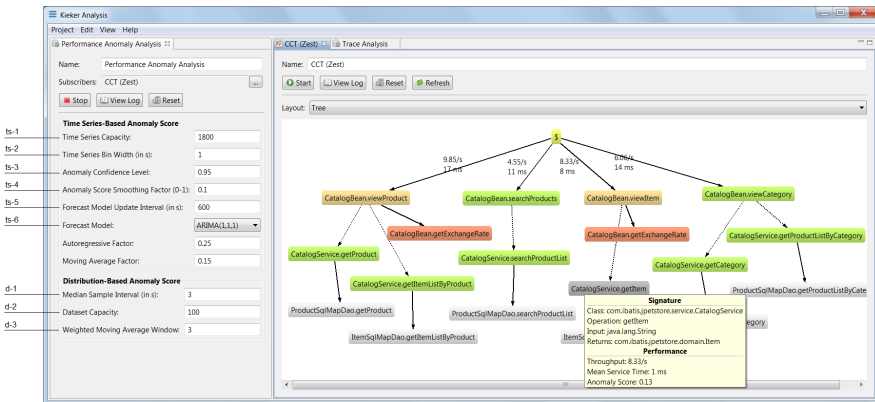 Kieker Analysis
Project Edit View Help
Performance Anomaly Analysis
Name: Performance Anomaly Analysis
Subscribers: CCT (Zest) ...
Stop View Log Reset
Time Series-Based Anomaly Score
ts-1 Time Series Capacity: 1800
ts-2 Time Series Bin Width (in s): 1
ts-3 Anomaly Confidence Level: 0.95
ts-4 Anomaly Score Smoothing Factor (0-1): 0.1
ts-5 Forecast Model Update Interval (in s): 600
ts-6 Forecast Model: ARIMA(1,1,1)
Autoregressive Factor: 0.25
Moving Average Factor: 0.15
Distribution-Based Anomaly Score
d-1 Median Sample Interval (in s): 3
d-2 Dataset Capacity: 100
d-3 Weighted Moving Average Window: 3
CCT (Zest) Trace Analysis
Name: CCT (Zest)
Start View Log Reset Refresh
Layout: Tree
$
9.85/s 4.55/s 8.33/s 6.06/s
17 ms 11 ms 8 ms 14 ms
CatalogBean.viewProduct CatalogBean.searchProducts CatalogBean.viewItem CatalogBean.viewCategory
CatalogBean.getExchangeRate CatalogBean.getExchangeRate CatalogService.getProductListByCategory
CatalogService.getProduct CatalogService.searchProductList CatalogService.getCategory
CatalogService.getItemListByProduct CatalogService.getItem ProductSqlMapDao.getProductListByCate
ProductSqlMapDao.getProduct ProductSqlMapDao.searchProductList egory
ItemSqlMapDao.getItemListByProduct ItemSq
Signature
Class: com.ibatis.jpetstore.service.CatalogService
Operation: getItem
Input: java.lang.String
Returns: com.ibatis.jpetstore.domain.Item
Performance
Throughput: 8.33/s
Mean Service Time: 1 ms
Anomaly Score: 0.13